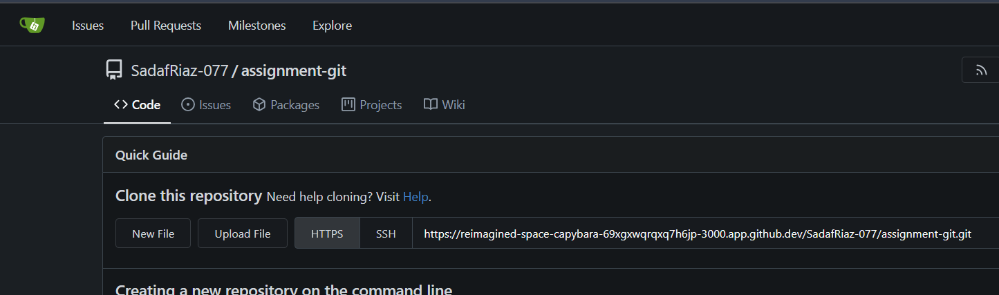 Issues Pull Requests Milestones Explore
SadafRiaz-077 / assignment-git
Code Issues Packages Projects Wiki
Quick Guide
Clone this repository Need help cloning? Visit Help.
New File Upload File HTTPS SSH https://reimagined-space-capybara-69xgxwqrqxq7h6jp-3000.app.github.dev/SadafRiaz-077/assignment-git.git
Creating a new repository on the command line